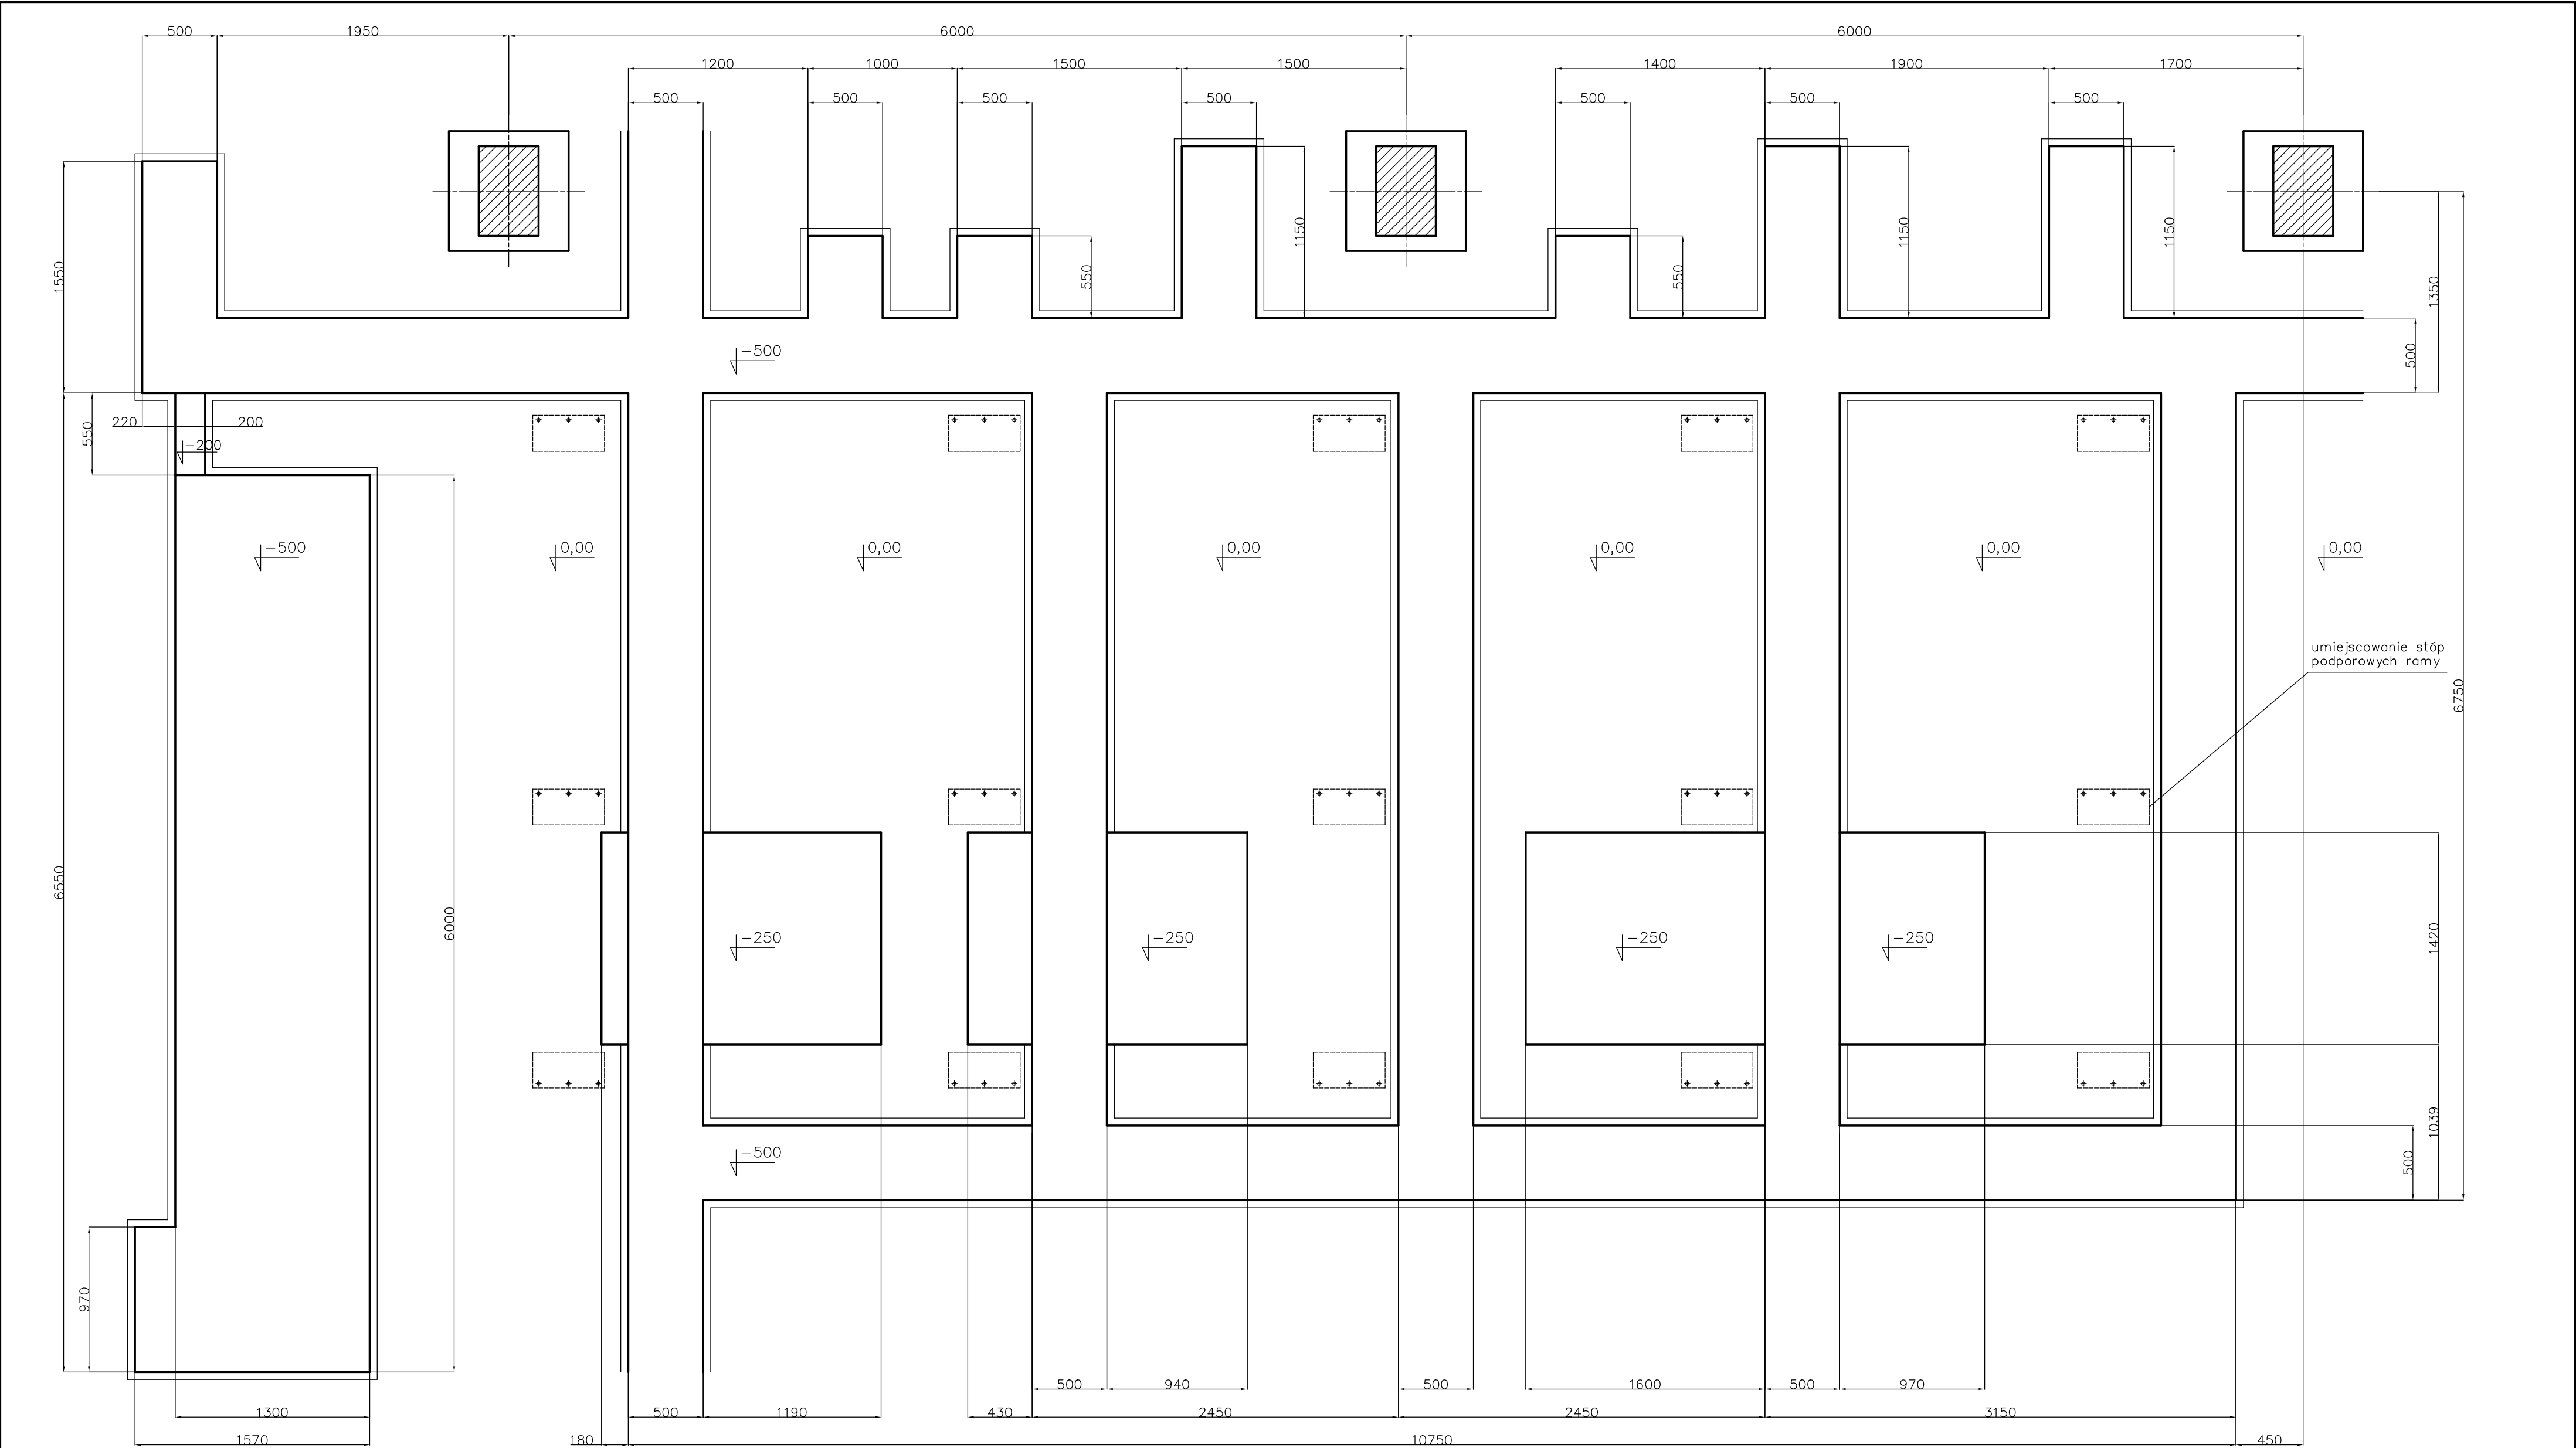 500 1950 6000 6000
1200 1000 1500 1500 1400 1900 1700
500 500 500 500 500 500 500
1550 550 1150 550 1150 1150 1350
-500 500
220 200 550
-200
-500 0,00 0,00 0,00 0,00 0,00 0,00
umiejscowanie stóp
podporowych ramy
6750
6550 6000 1420
-250 -250 -250 -250
1039
-500 500
970
500 940 500 1600 500 970
1300 500 1190 430 2450 2450 3150
1570 180 10750 450